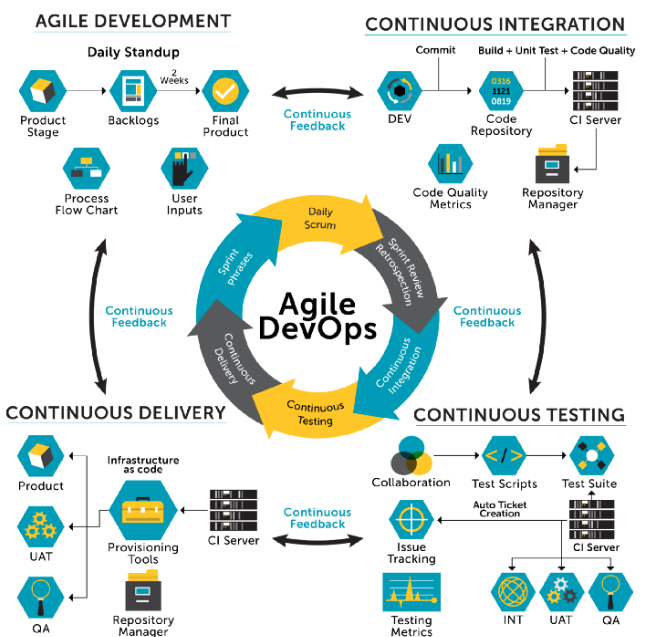 AGILE DEVELOPMENT
Daily Standup
2
Weeks
Product
Stage
Backlogs
Final
Product
Process
Flow Chart
User
Inputs
Continuous
Feedback
CONTINUOUS INTEGRATION
Commit
Build + Unit Test + Code Quality
0316
1121
0819
DEV
Code
Repository
CI Server
Code Quality
Metrics
Repository
Manager
Continuous
Feedback
Continuous
Feedback
Agile
DevOps
Daily
Scrum
Sprint Review
Retrospection
Continuous
Integration
Continuous
Testing
Continuous
Delivery
Sprint
Phrases
CONTINUOUS DELIVERY
Product
UAT
QA
Infrastructure
as code
Provisioning
Tools
CI Server
Repository
Manager
Continuous
Feedback
CONTINUOUS TESTING
Collaboration
</>
Test Scripts
Test Suite
Auto Ticket
Creation
Issue
Tracking
CI Server
Testing
Metrics
INT
UAT
QA